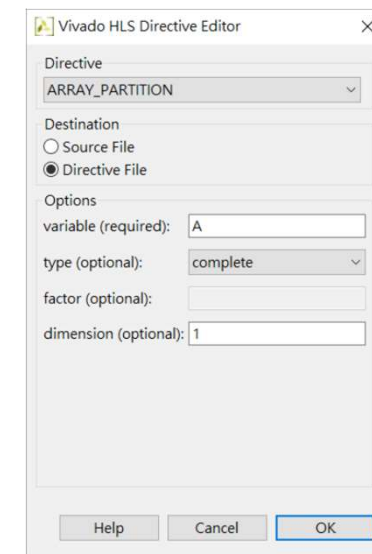 Vivado HLS Directive Editor
Directive
ARRAY_PARTITION
Destination
Source File
Directive File
Options
variable (required): A
type (optional): complete
factor (optional):
dimension (optional): 1
Help Cancel OK